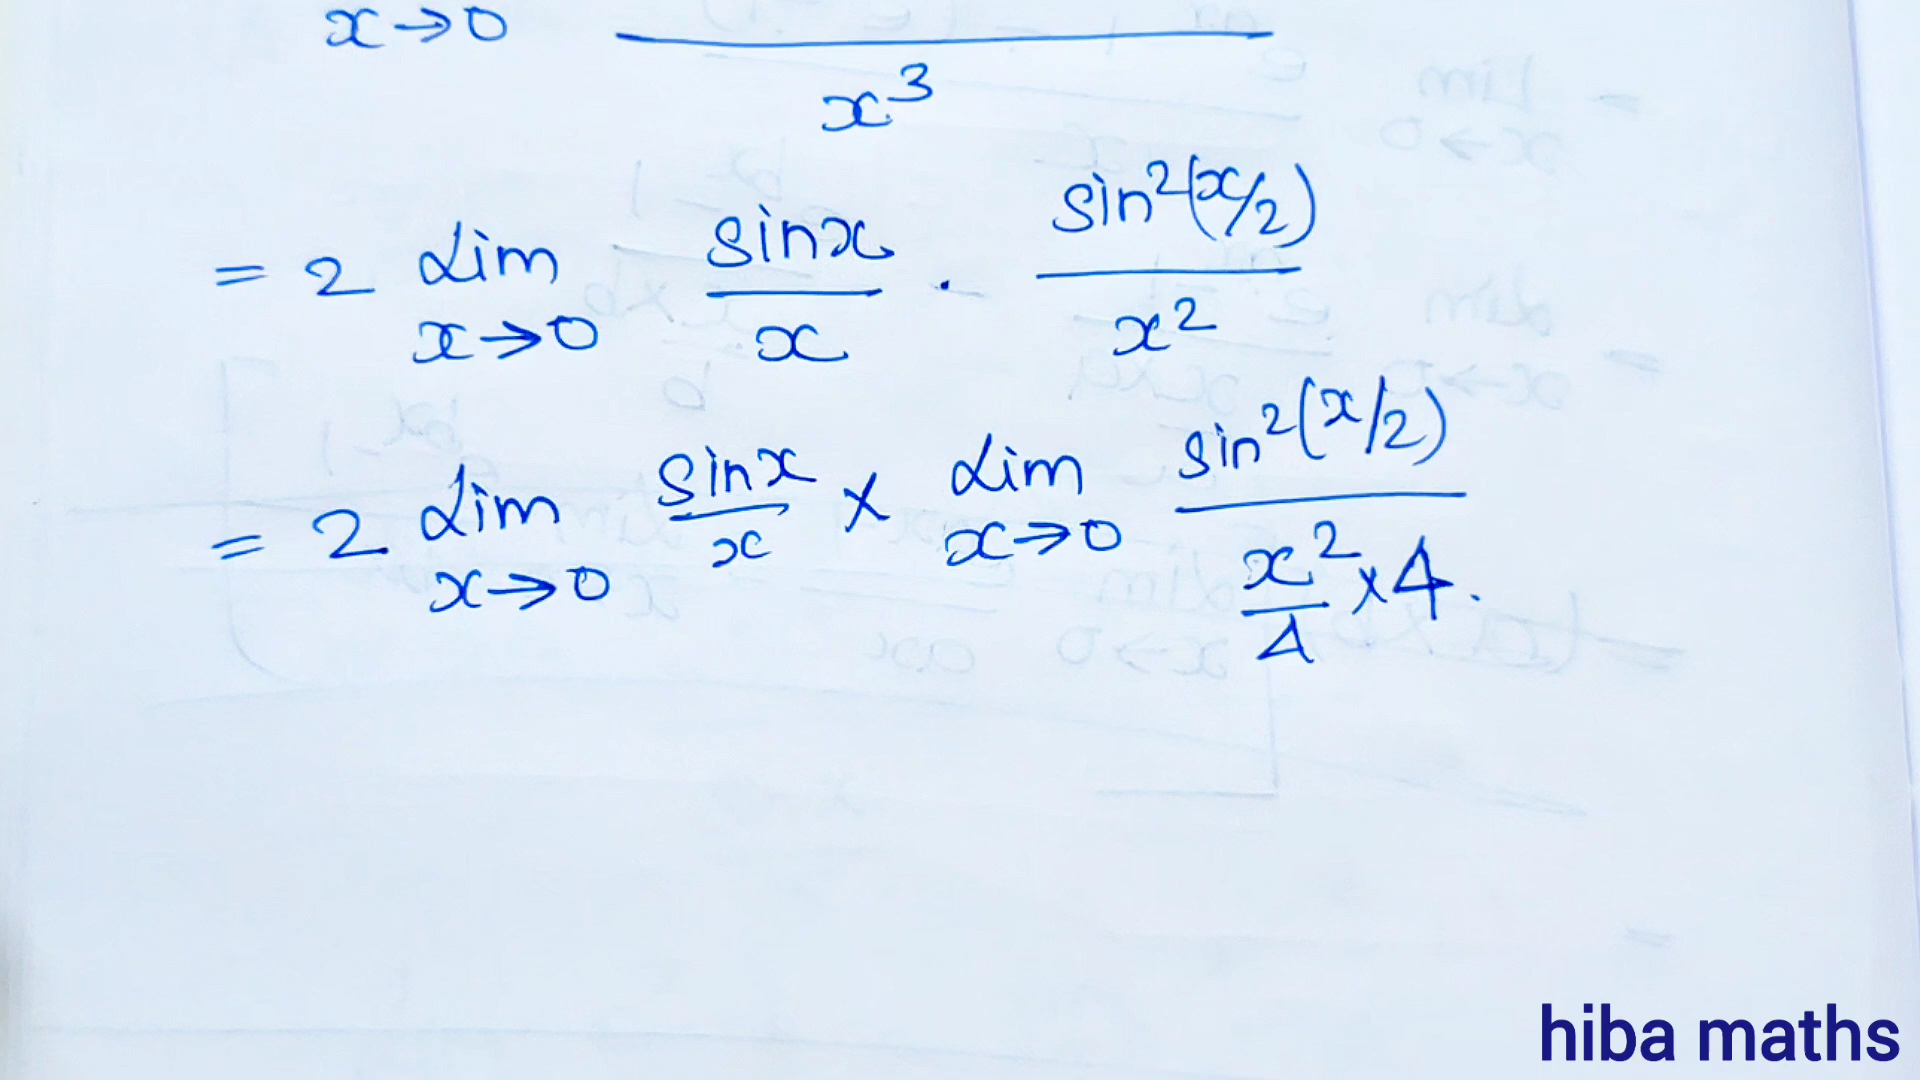 x→0 ――― / x³
= 2 Lim x→0 sinx/x . sin²(x/2)/x²
= 2 Lim x→0 sinx/x × Lim x→0 sin²(x/2)/(x²/4 × 4).
hiba maths